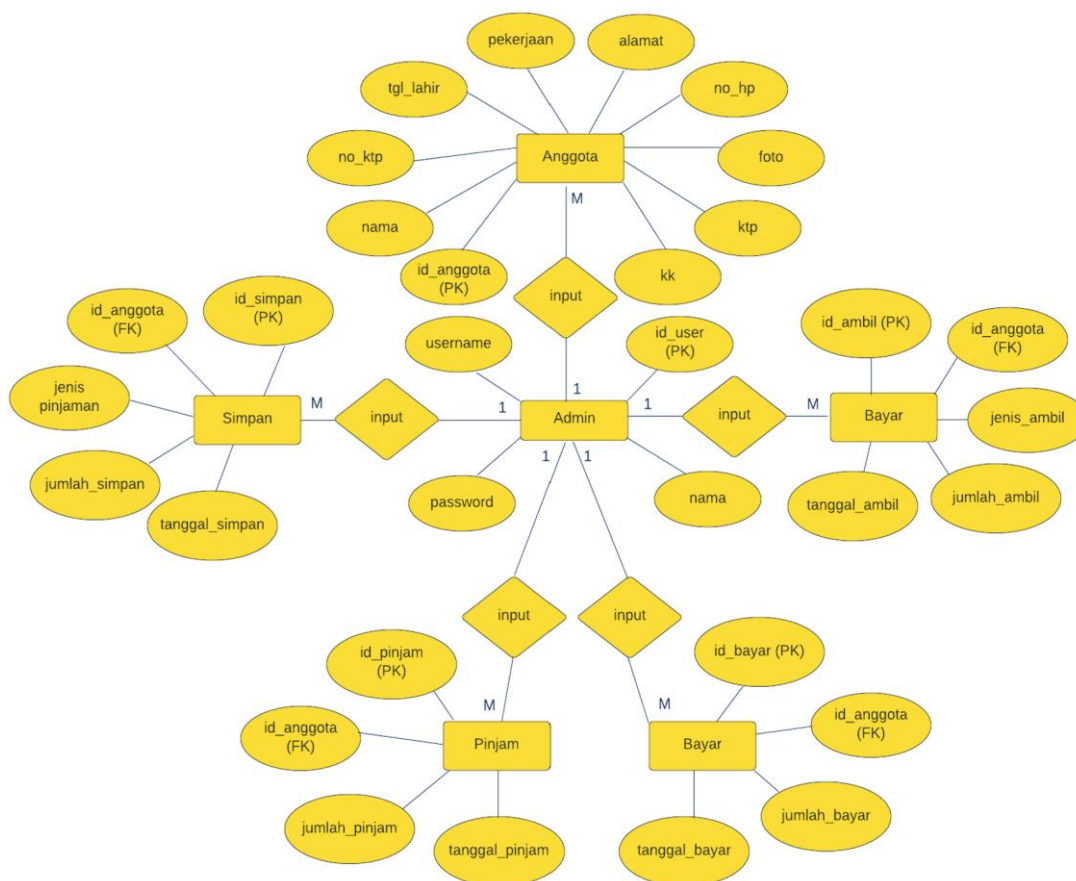 pekerjaan
alamat
tgl_lahir
no_hp
Anggota
no_ktp
foto
M
nama
ktp
id_anggota
(PK)
kk
input
id_anggota
(FK)
id_simpan
(PK)
username
id_user
(PK)
id_ambil (PK)
id_anggota
(FK)
jenis
pinjaman
Simpan
M
input
1
1
Admin
1
input
M
Bayar
jenis_ambil
jumlah_simpan
tanggal_simpan
password
1
1
nama
tanggal_ambil
jumlah_ambil
input
input
id_pinjam
(PK)
id_bayar (PK)
id_anggota
(FK)
M
M
id_anggota
(FK)
Pinjam
Bayar
jumlah_pinjam
tanggal_pinjam
tanggal_bayar
jumlah_bayar